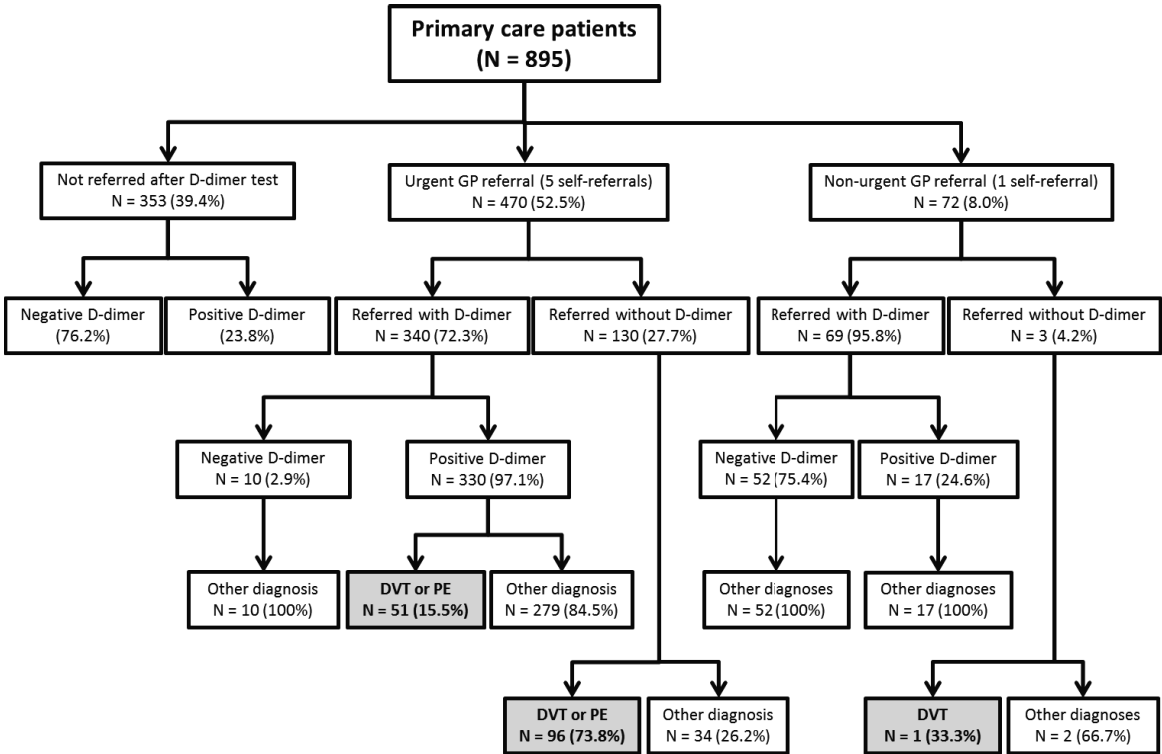 Primary care patients
(N = 895)
Not referred after D-dimer test
N = 353 (39.4%)
Urgent GP referral (5 self-referrals)
N = 470 (52.5%)
Non-urgent GP referral (1 self-referral)
N = 72 (8.0%)
Negative D-dimer
(76.2%)
Positive D-dimer
(23.8%)
Referred with D-dimer
N = 340 (72.3%)
Referred without D-dimer
N = 130 (27.7%)
Referred with D-dimer
N = 69 (95.8%)
Referred without D-dimer
N = 3 (4.2%)
Negative D-dimer
N = 10 (2.9%)
Positive D-dimer
N = 330 (97.1%)
Negative D-dimer
N = 52 (75.4%)
Positive D-dimer
N = 17 (24.6%)
Other diagnosis
N = 10 (100%)
DVT or PE
N = 51 (15.5%)
Other diagnosis
N = 279 (84.5%)
Other diagnoses
N = 52 (100%)
Other diagnoses
N = 17 (100%)
DVT or PE
N = 96 (73.8%)
Other diagnosis
N = 34 (26.2%)
DVT
N = 1 (33.3%)
Other diagnoses
N = 2 (66.7%)